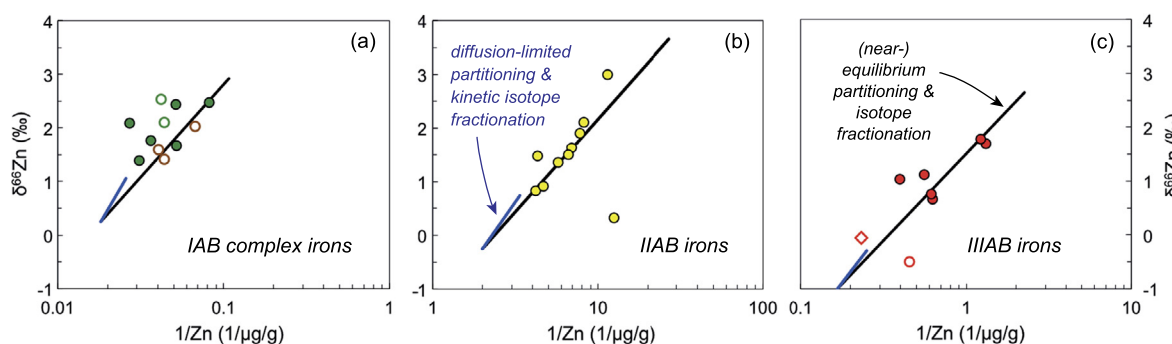 4
3
2
1
0
-1
δ⁶⁶Zn (‰)
(a)
IAB complex irons
0.01
0.1
1
1/Zn (1/µg/g)
4
3
2
1
0
-1
(b)
diffusion-limited
partitioning &
kinetic isotope
fractionation
IIAB irons
1
10
100
1/Zn (1/µg/g)
(c)
(near-)
equilibrium
partitioning &
isotope
fractionation
IIIAB irons
0.1
1
10
1/Zn (1/µg/g)
4
3
2
1
0
-1
δ⁶⁶Zn (‰